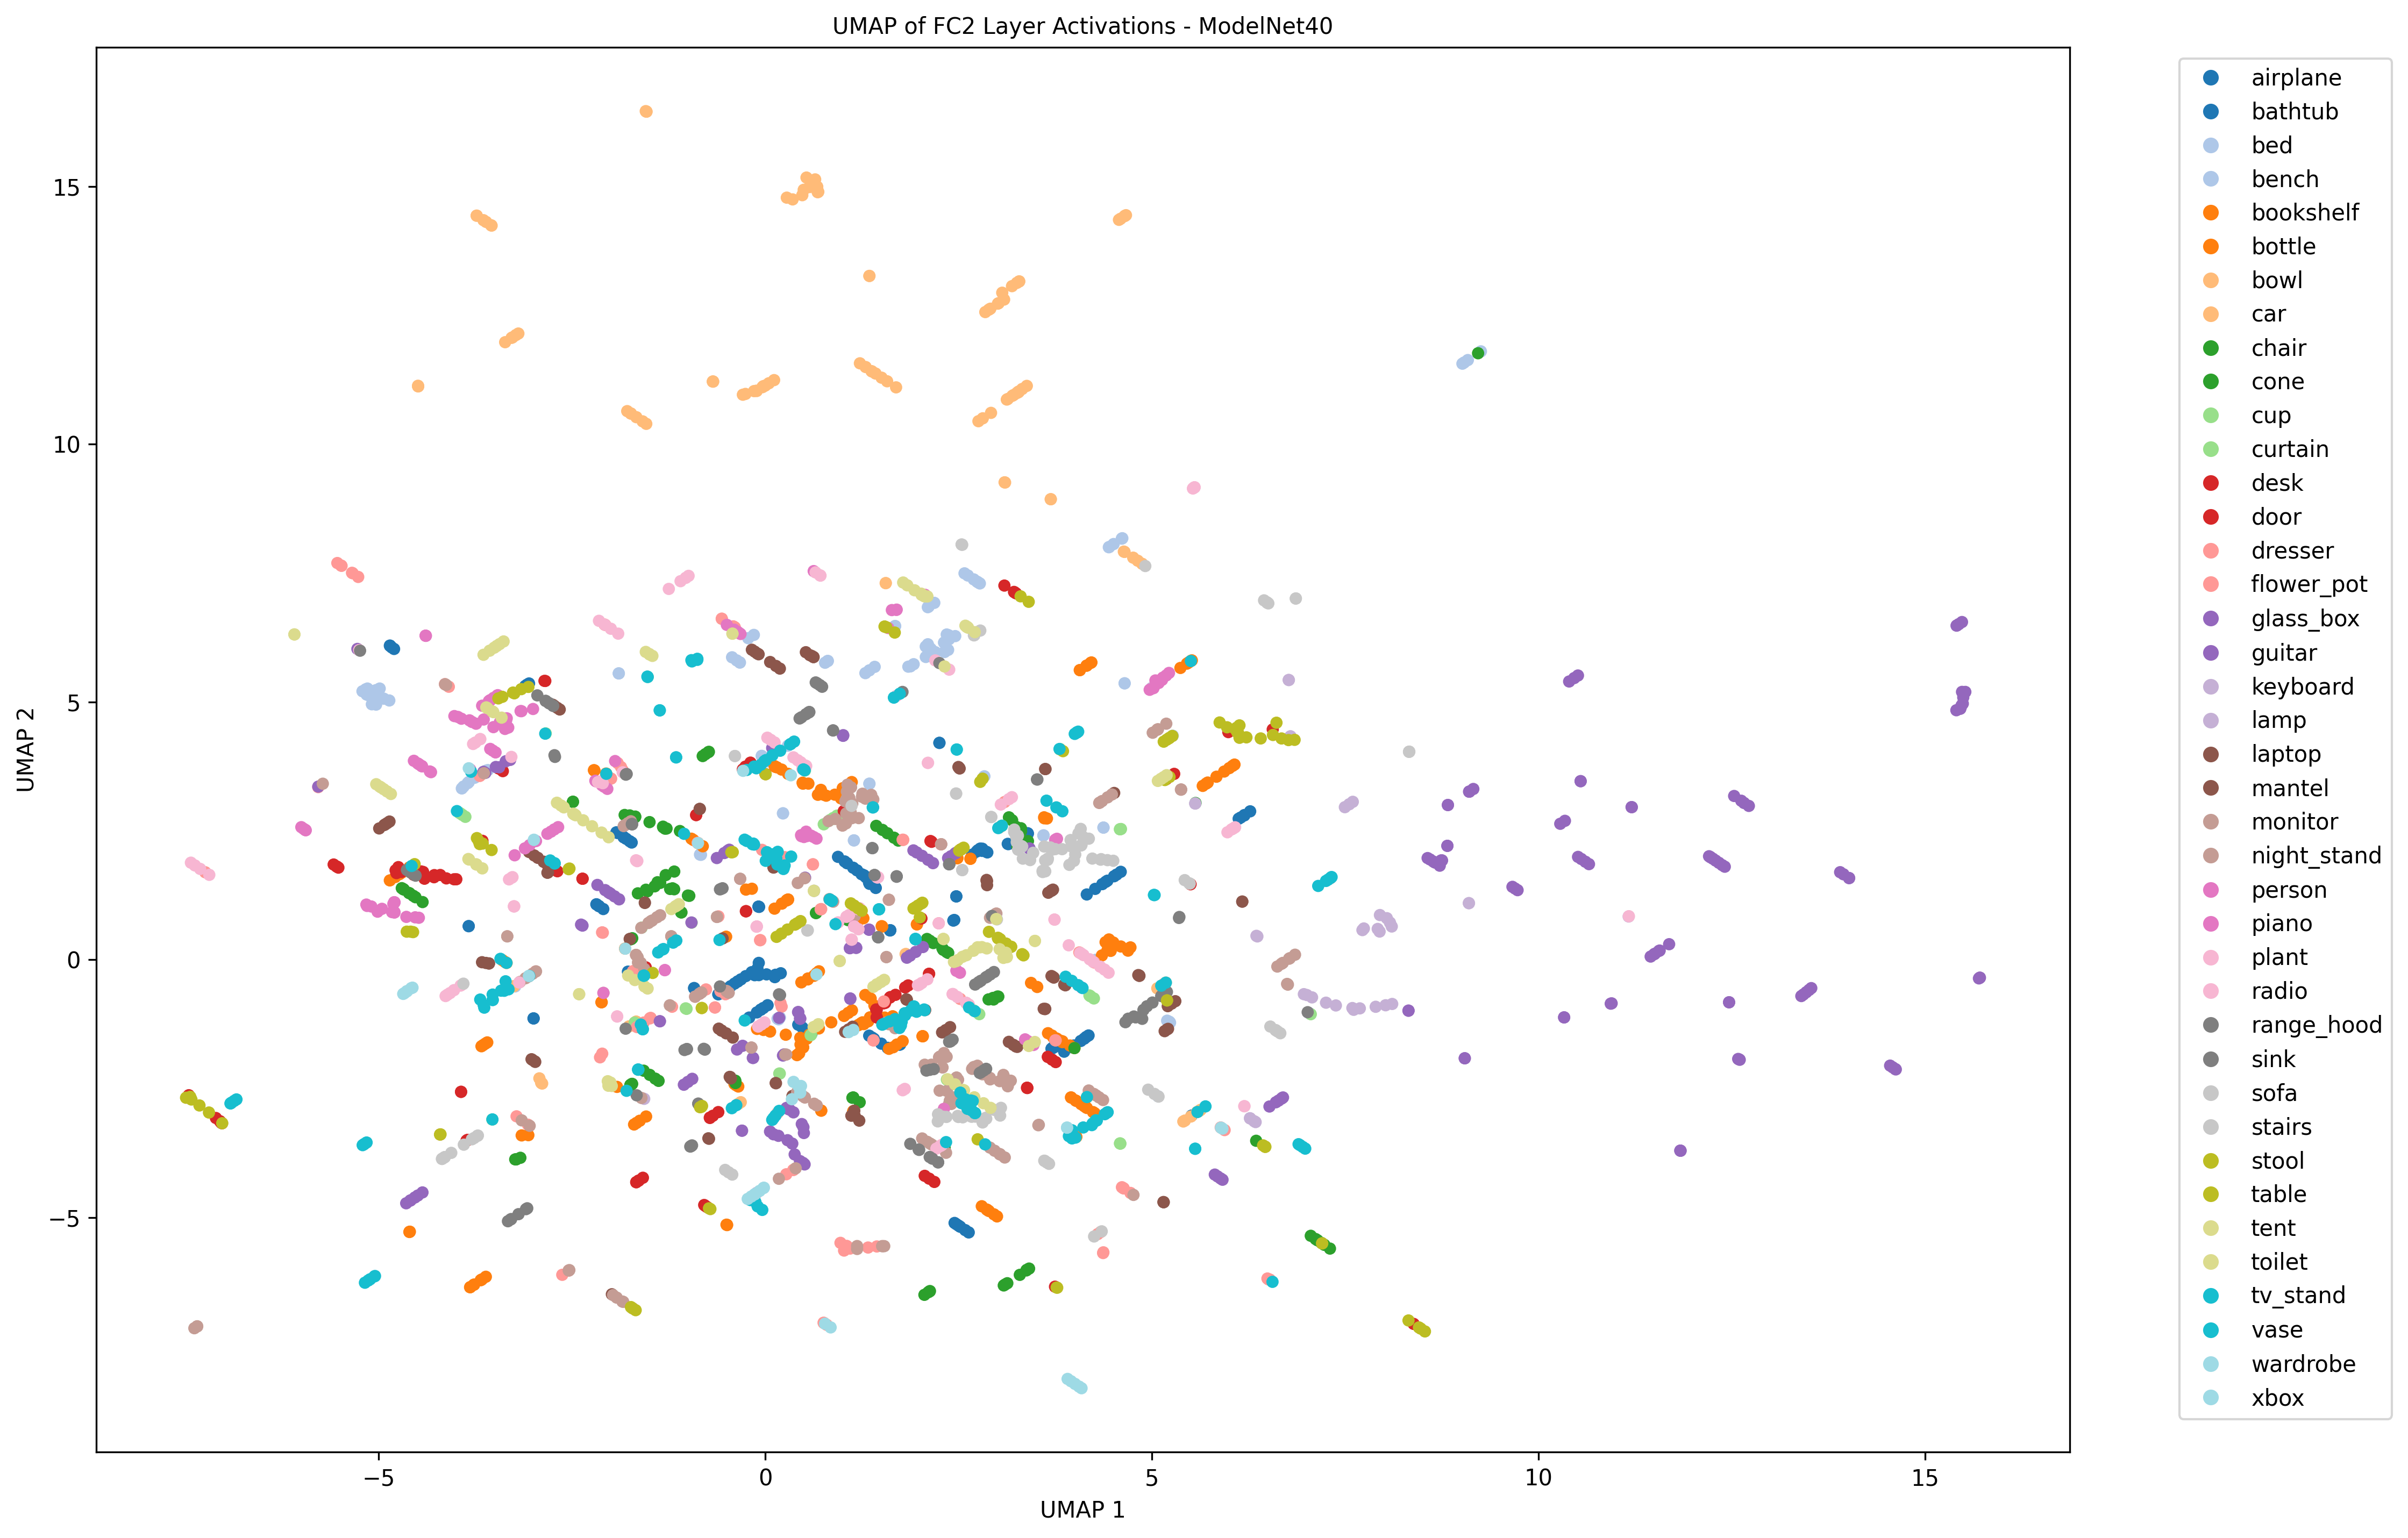 UMAP of FC2 Layer Activations - ModelNet40
15
10
5
0
−5
UMAP 2
−5
0
5
10
15
UMAP 1
airplane
bathtub
bed
bench
bookshelf
bottle
bowl
car
chair
cone
cup
curtain
desk
door
dresser
flower_pot
glass_box
guitar
keyboard
lamp
laptop
mantel
monitor
night_stand
person
piano
plant
radio
range_hood
sink
sofa
stairs
stool
table
tent
toilet
tv_stand
vase
wardrobe
xbox